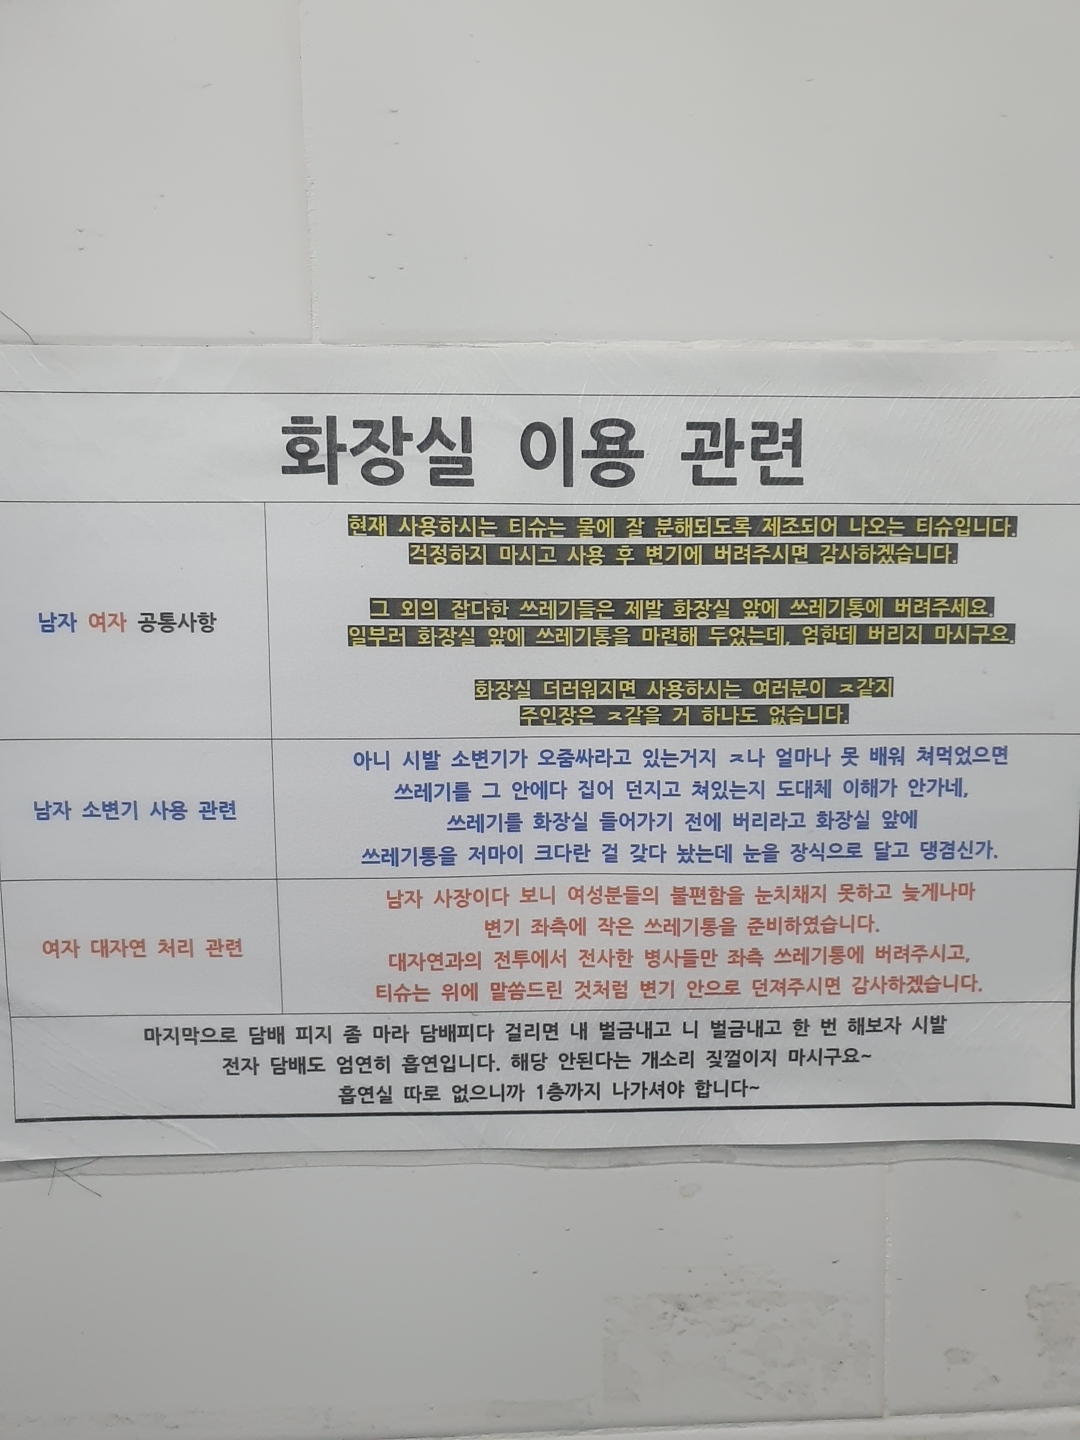 화장실 이용 관련
남자 여자 공통사항
현재 사용하시는 티슈는 물에 잘 분해되도록 제조되어 나오는 티슈입니다.
걱정하지 마시고 사용 후 변기에 버려주시면 감사하겠습니다.
그 외의 잡다한 쓰레기들은 제발 화장실 앞에 쓰레기통에 버려주세요.
일부러 화장실 앞에 쓰레기통을 마련해 두었는데, 엄한데 버리지 마시구요.
화장실 더러워지면 사용하시는 여러분이 ㅈ같지
주인장은 ㅈ같을 거 하나도 없습니다.
남자 소변기 사용 관련
아니 시발 소변기가 오줌싸라고 있는거지 ㅈ나 얼마나 못 배워 쳐먹었으면
쓰레기를 그 안에다 집어 던지고 쳐있는지 도대체 이해가 안가네,
쓰레기를 화장실 들어가기 전에 버리라고 화장실 앞에
쓰레기통을 저마이 크다란 걸 갖다 놨는데 눈을 장식으로 달고 댕겸신가.
여자 대자연 처리 관련
남자 사장이다 보니 여성분들의 불편함을 눈치채지 못하고 늦게나마
변기 좌측에 작은 쓰레기통을 준비하였습니다.
대자연과의 전투에서 전사한 병사들만 좌측 쓰레기통에 버려주시고,
티슈는 위에 말씀드린 것처럼 변기 안으로 던져주시면 감사하겠습니다.
마지막으로 담배 피지 좀 마라 담배피다 걸리면 내 벌금내고 니 벌금내고 한 번 해보자 시발
전자 담배도 엄연히 흡연입니다. 해당 안된다는 개소리 짖껄이지 마시구요~
흡연실 따로 없으니까 1층까지 나가셔야 합니다~